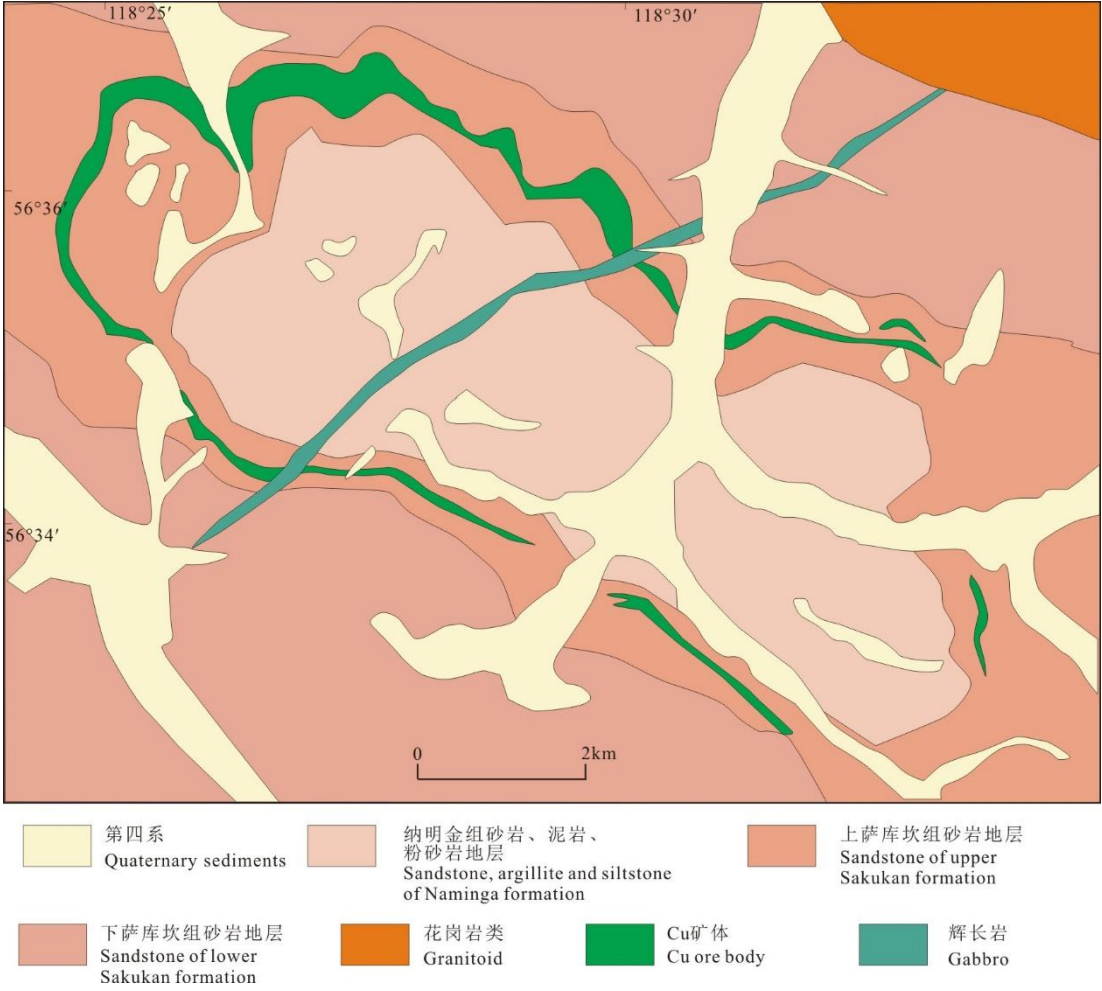 118°25′
118°30′
56°36′
56°34′
0
2km
第四系
Quaternary sediments
纳明金组砂岩、泥岩、
粉砂岩地层
Sandstone, argillite and siltstone
of Naminga formation
上萨库坎组砂岩地层
Sandstone of upper
Sakukan formation
下萨库坎组砂岩地层
Sandstone of lower
Sakukan formation
花岗岩类
Granitoid
Cu矿体
Cu ore body
辉长岩
Gabbro